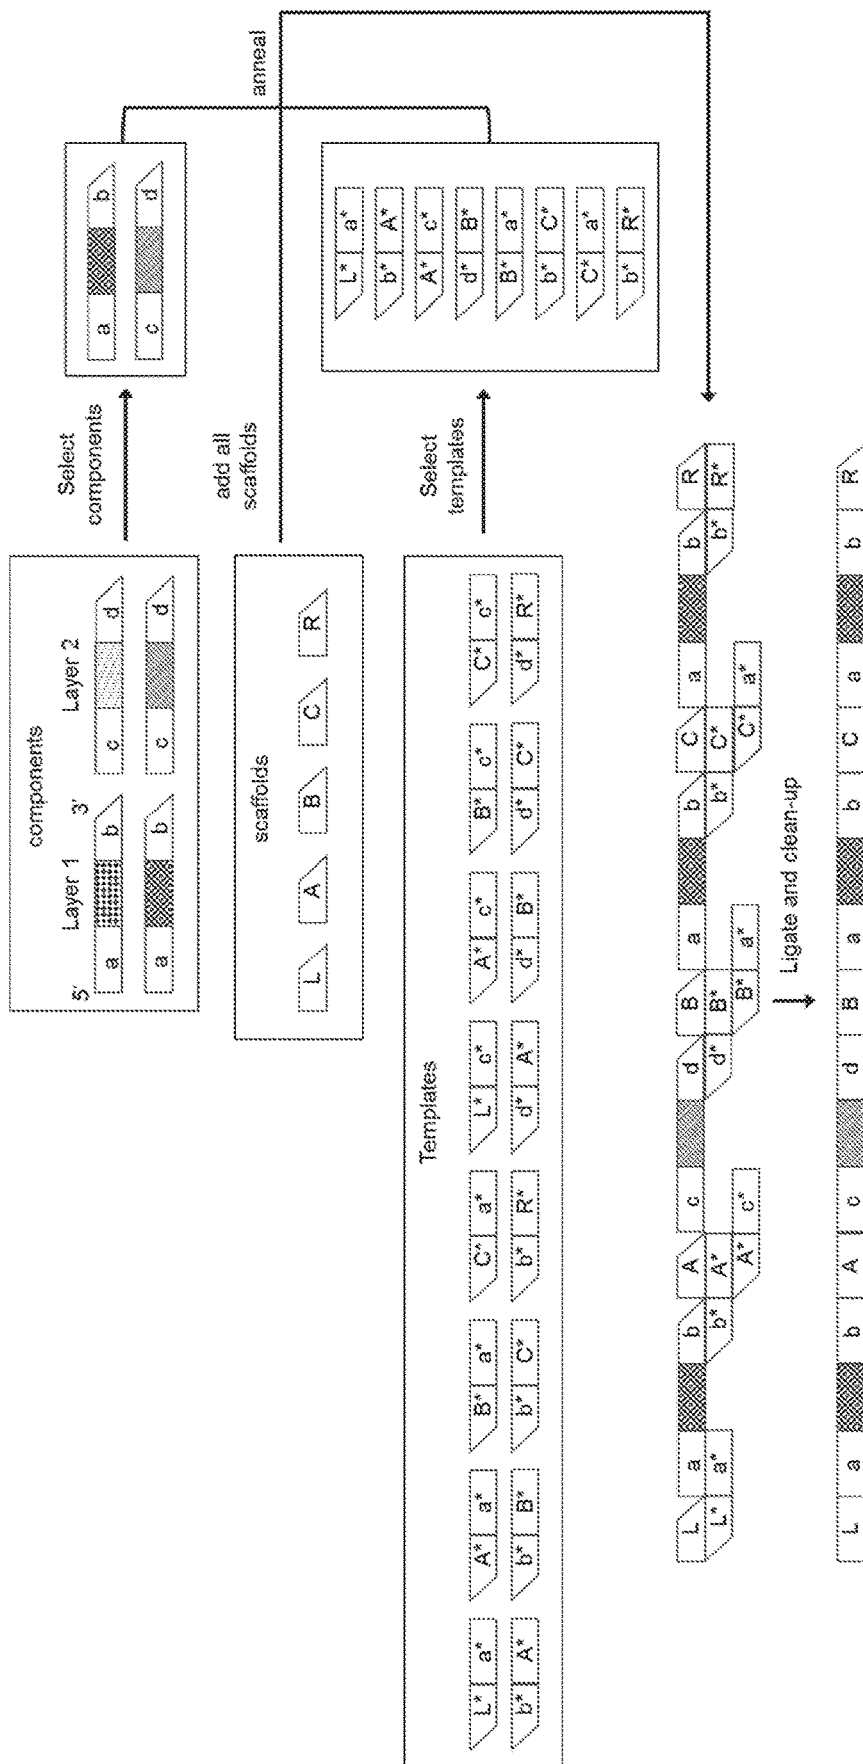 components
Layer 1 Layer 2
5' 3'
a b c d
a b c d
Select
components
a b
c d
scaffolds
L A B C R
add all
scaffolds
anneal
Templates
L* a* A* a* B* a* C* a* L* c* A* c* B* c* C* c*
b* A* b* B* b* C* b* R* d* A* d* B* d* C* d* R*
Select
templates
L* a*
b* A*
A* c*
d* B*
B* a*
b* C*
C* a*
b* R*
L a b A c d B a b C a b R
L* a* b* A* d* B* b* C* b* R*
A* c* B* a* C* a*
Ligate and clean-up
L a b A c d B a b C a b R